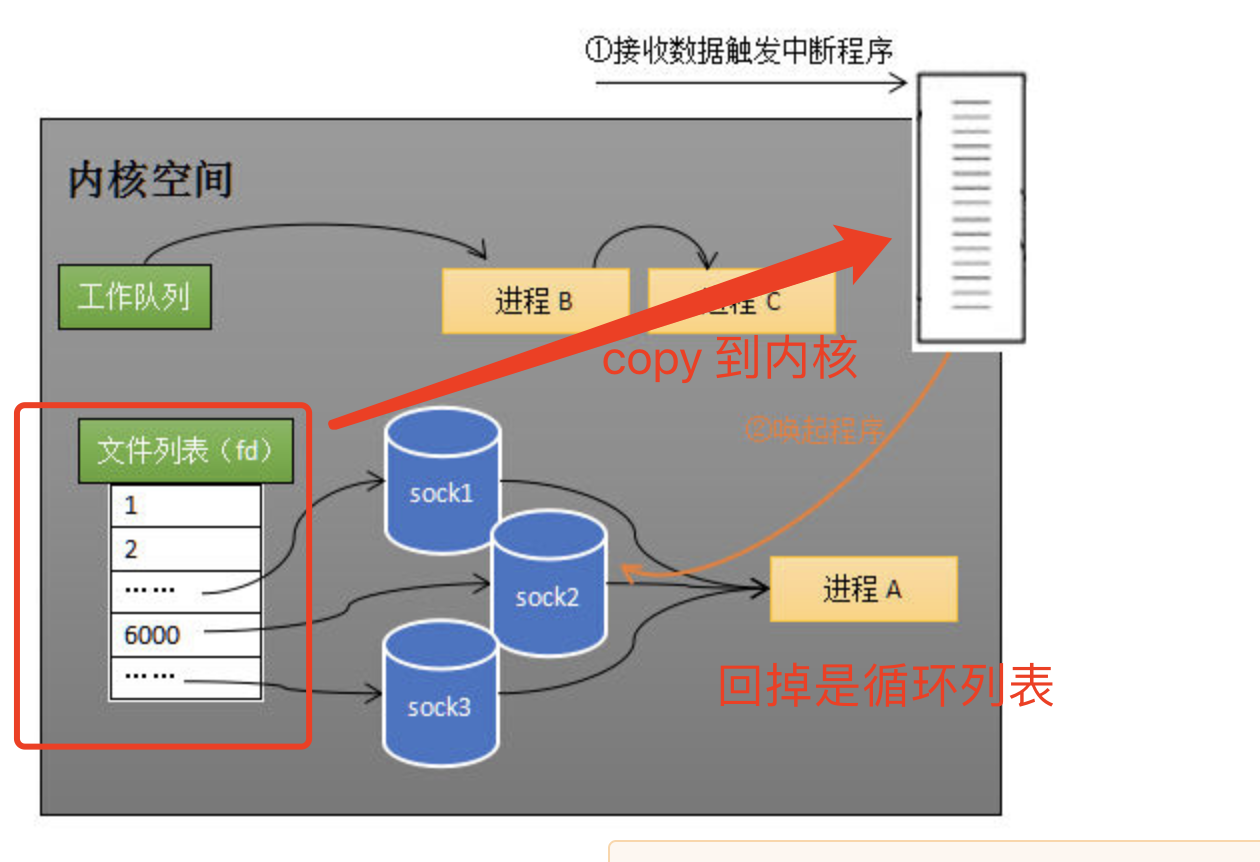 ①接收数据触发中断程序
内核空间
工作队列
进程 B
进程 C
copy 到内核
②唤起程序
文件列表（fd）
1
2
……
6000
……
sock1
sock2
sock3
进程 A
回掉是循环列表